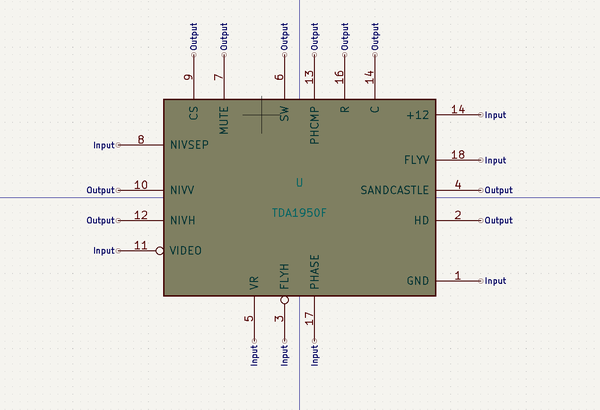 Output Output Output Output Output Output
9 7 6 13 16 14
CS MUTE SW PHCMP R C
+12 14 Input
Input 8 NIVSEP
FLYV 18 Input
U
Output 10 NIVV
SANDCASTLE 4 Output
TDA1950F
Output 12 NIVH
HD 2 Output
Input 11 VIDEO
GND 1 Input
VR FLYH PHASE
5 3 17
Input Input Input